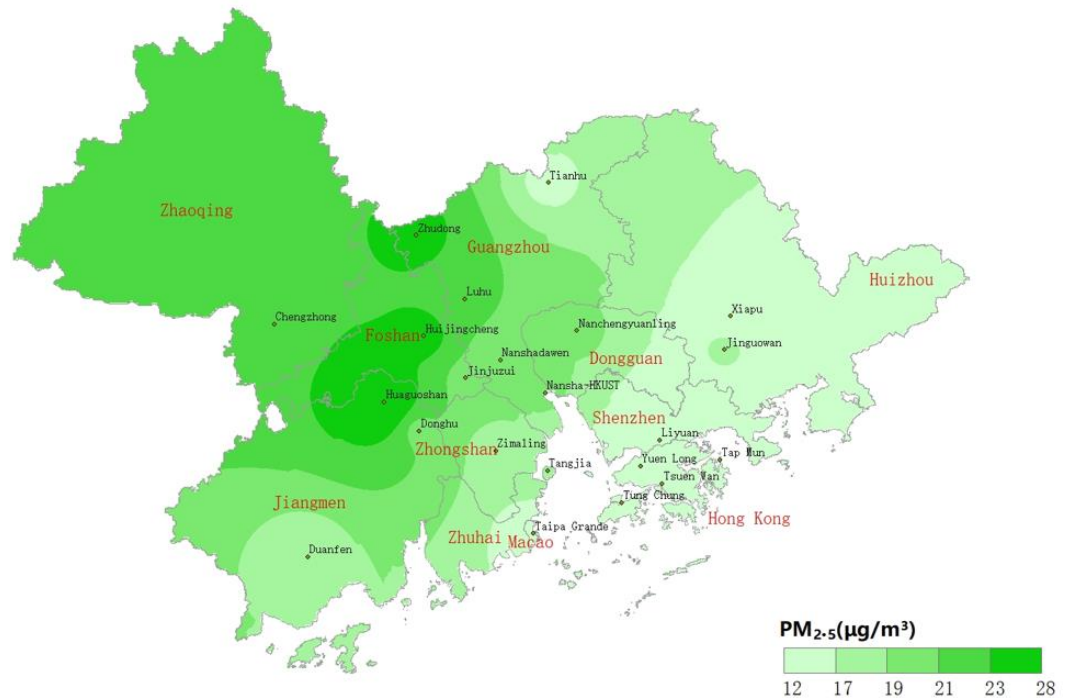 Tianhu
Zhaoqing
Zhudong
Guangzhou
Huizhou
Luhu
Xiapu
Chengzhong
Foshan
Huijingcheng
Nanchengyuanling
Jinguowan
Nanshadawen
Dongguan
Jinjuzui
Nansha-HKUST
Huaguoshan
Shenzhen
Donghu
Liyuan
Zhongshan
Zimaling
Yuen Long
Tap Mun
Tangjia
Tsuen Wan
Jiangmen
Tung Chung
Hong Kong
Taipa Grande
Zhuhai
Macao
Duanfen
PM₂.₅(μg/m³)
12 17 19 21 23 28